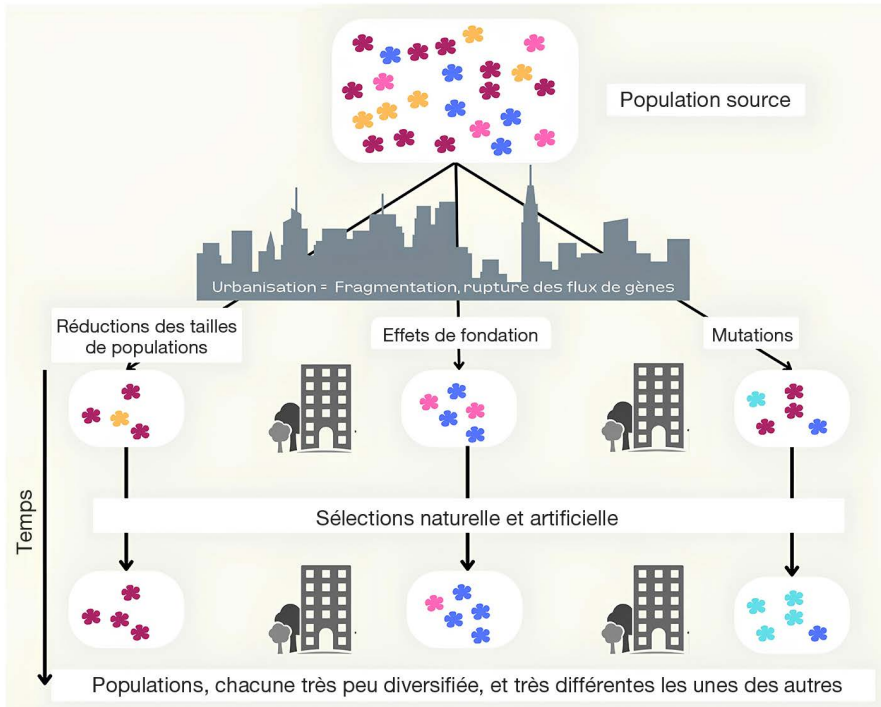 Population source
Urbanisation = Fragmentation, rupture des flux de gènes
Réductions des tailles
de populations
Effets de fondation
Mutations
Temps
Sélections naturelle et artificielle
Populations, chacune très peu diversifiée, et très différentes les unes des autres